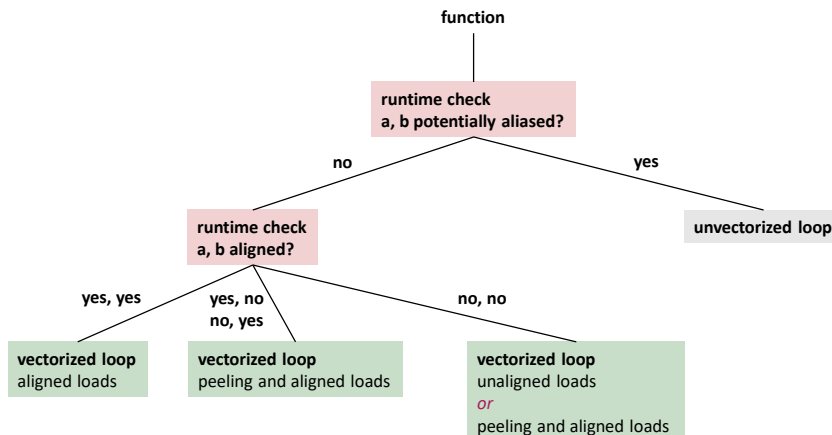 function
runtime check
a, b potentially aliased?
no
yes
runtime check
a, b aligned?
unvectorized loop
yes, yes
yes, no
no, yes
no, no
vectorized loop
aligned loads
vectorized loop
peeling and aligned loads
vectorized loop
unaligned loads
or
peeling and aligned loads